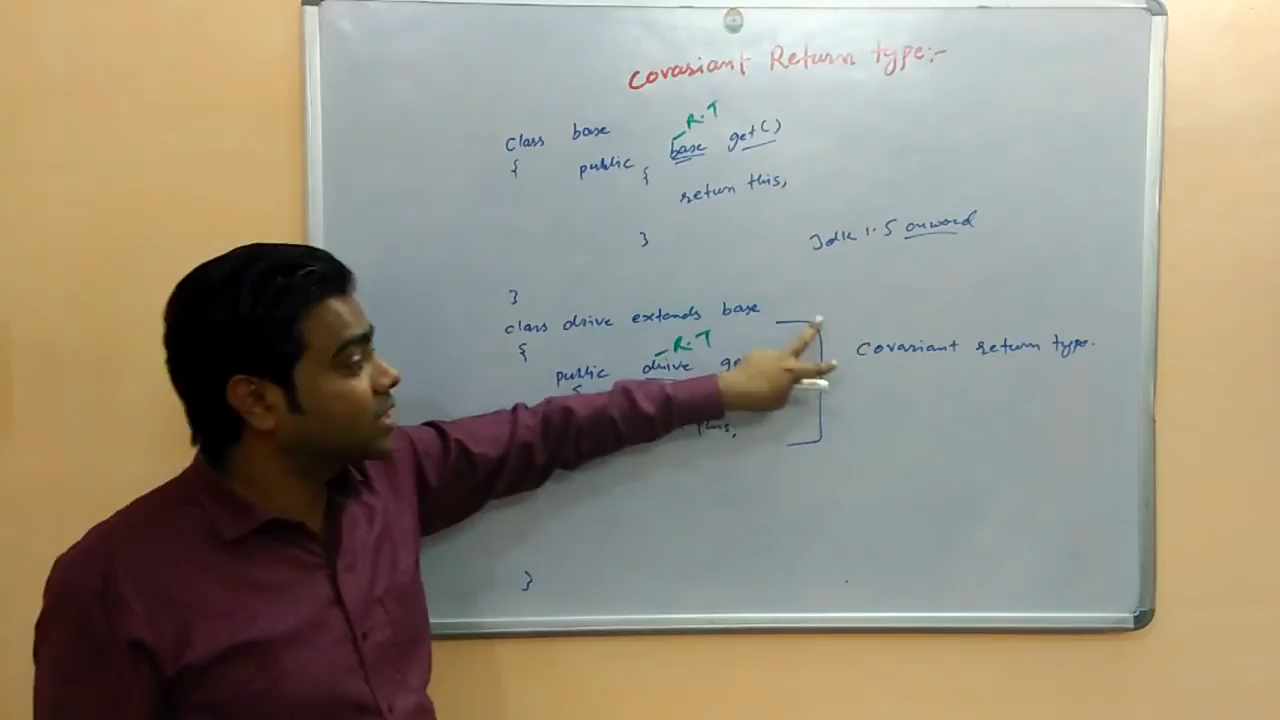 Covariant Return type:-
R.T
class base
{ public base get()
{
return this;
}
Jdk 1.5 onword
}
class drive extends base
{
R.T
public drive
{
Covariant return type.
}